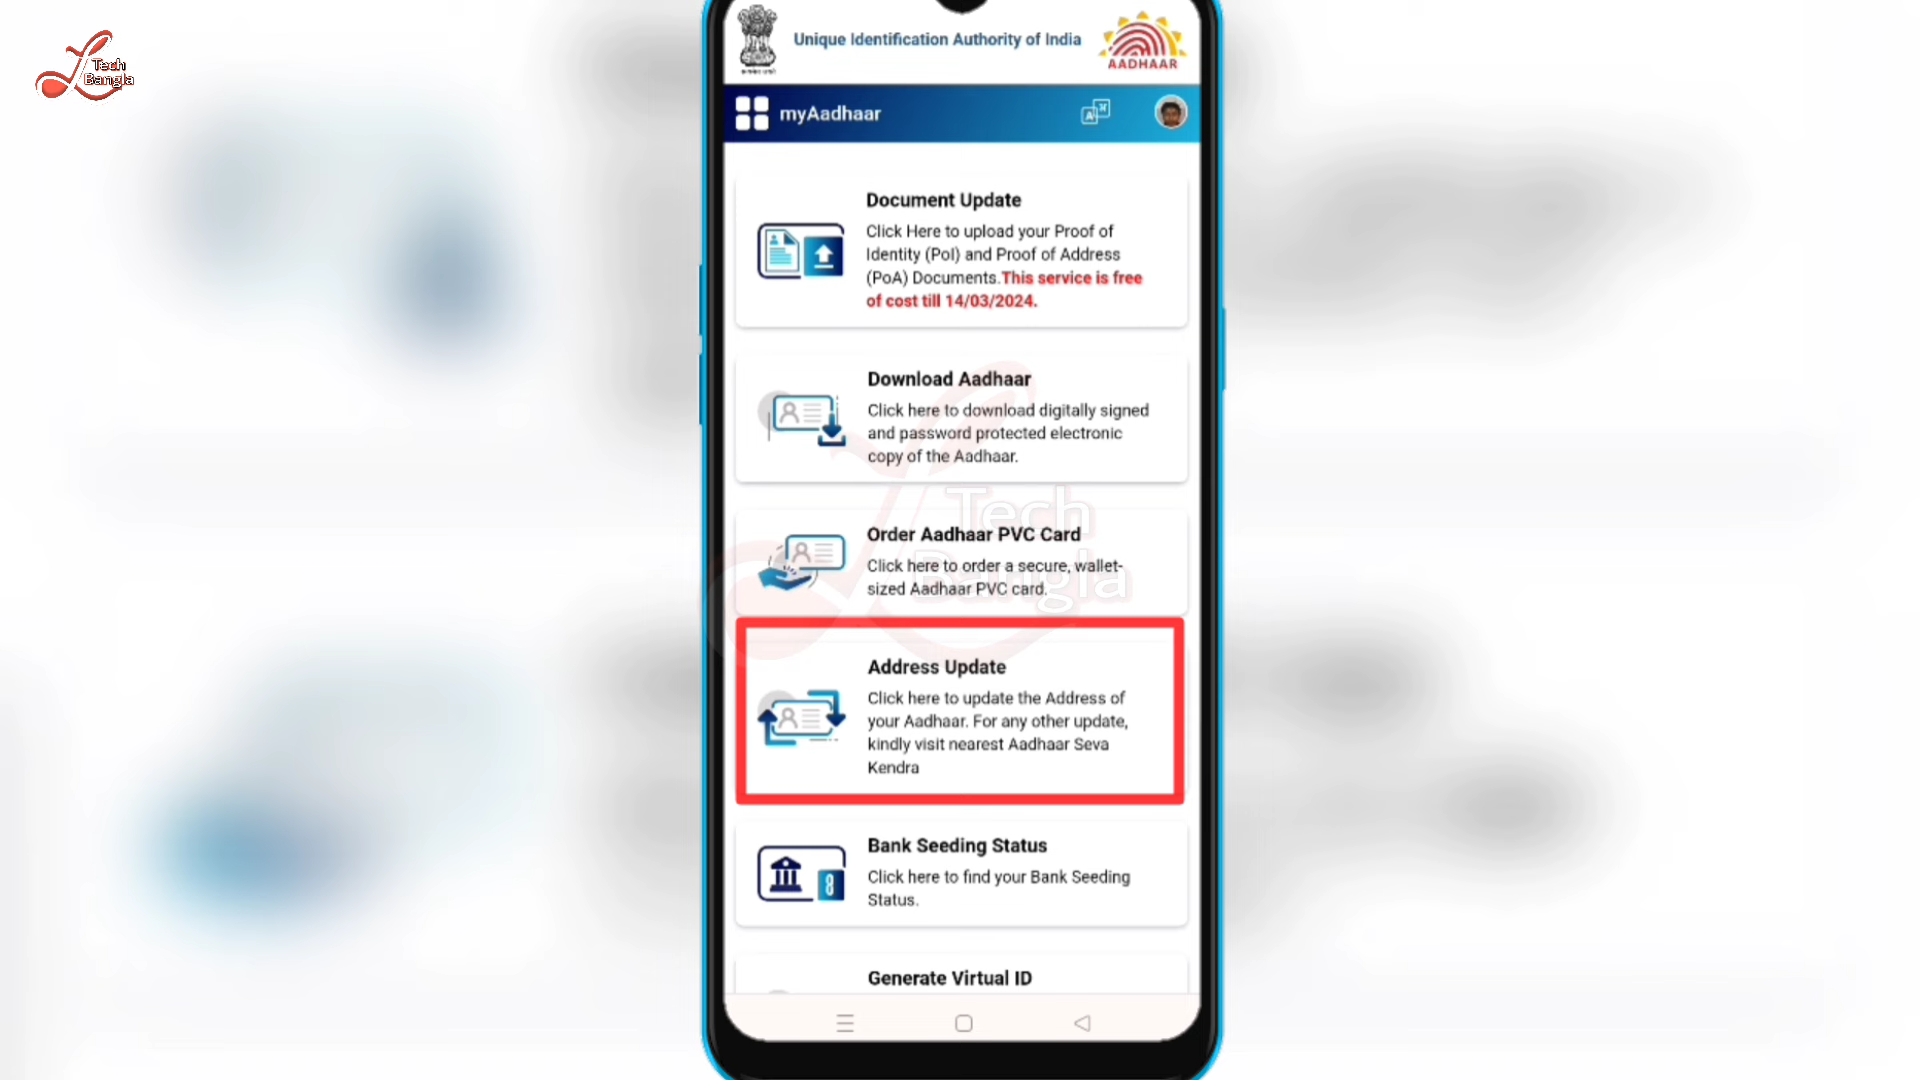 Tech
Bangla
Unique Identification Authority of India
AADHAAR
myAadhaar
Document Update
Click Here to upload your Proof of
Identity (PoI) and Proof of Address
(PoA) Documents.This service is free
of cost till 14/03/2024.
Download Aadhaar
Click here to download digitally signed
and password protected electronic
copy of the Aadhaar.
Tech
Bangla
Order Aadhaar PVC Card
Click here to order a secure, wallet-
sized Aadhaar PVC card.
Address Update
Click here to update the Address of
your Aadhaar. For any other update,
kindly visit nearest Aadhaar Seva
Kendra
Bank Seeding Status
Click here to find your Bank Seeding
Status.
Generate Virtual ID